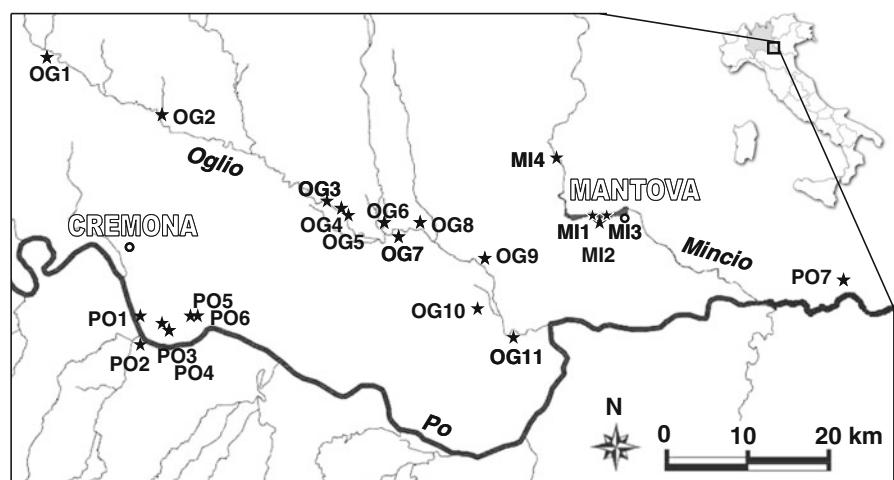 OG1
OG2
Oglio
MI4
OG3
MANTOVA
OG4
OG5
OG6
OG7
OG8
MI1
MI2
MI3
CREMONA
OG9
Mincio
PO7
PO1
PO5
PO6
OG10
PO2
PO3
PO4
OG11
Po
N
0 10 20 km